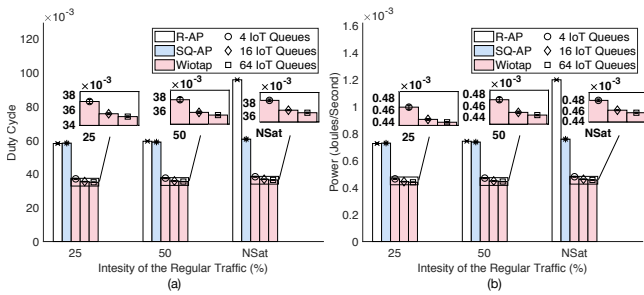 ×10⁻³
120
100
80
60
40
20
0
Duty Cycle
R-AP
SQ-AP
Wiotap
4 IoT Queues
16 IoT Queues
64 IoT Queues
×10⁻³
38
36
34
25
×10⁻³
38
36
50
×10⁻³
38
36
NSat
25
50
NSat
Intesity of the Regular Traffic (%)
(a)
×10⁻³
1.6
1.4
1.2
1
0.8
0.6
0.4
0.2
0
Power (Joules/Second)
R-AP
SQ-AP
Wiotap
4 IoT Queues
16 IoT Queues
64 IoT Queues
×10⁻³
0.48
0.46
0.44
25
×10⁻³
0.48
0.46
0.44
50
×10⁻³
0.48
0.46
0.44
NSat
25
50
NSat
Intesity of the Regular Traffic (%)
(b)